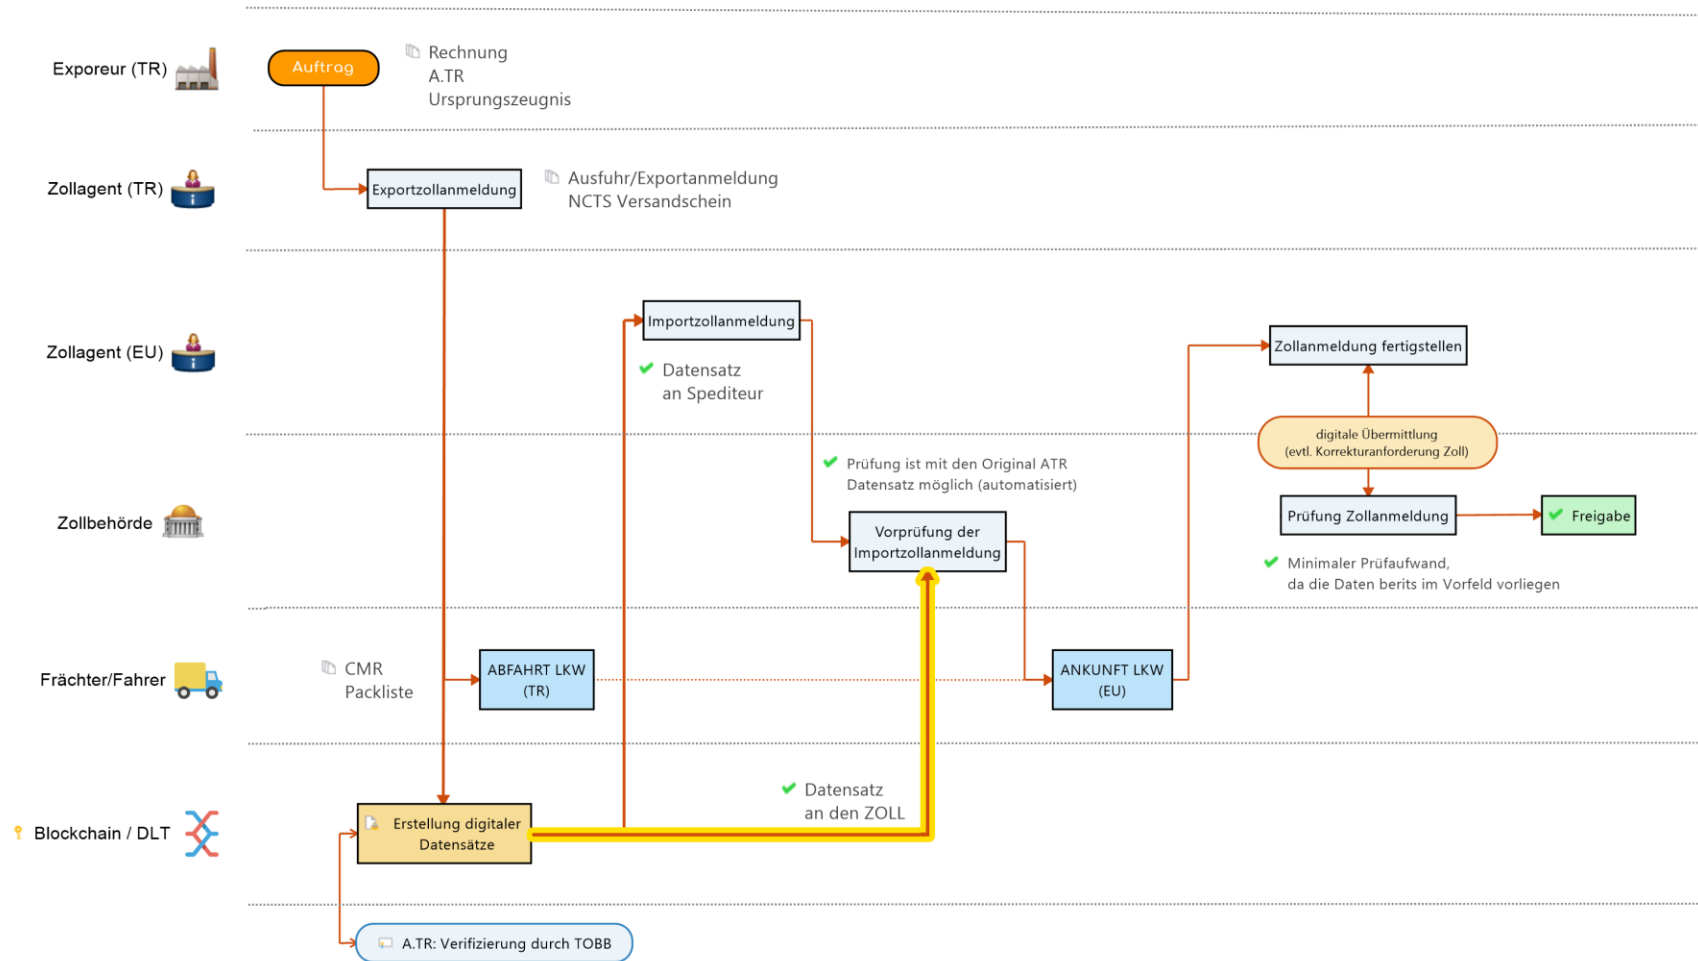 Exporeur (TR)
Auftrag
Rechnung
A.TR
Ursprungszeugnis
Zollagent (TR)
Exportzollanmeldung
Ausfuhr/Exportanmeldung
NCTS Versandschein
Zollagent (EU)
Importzollanmeldung
Datensatz
an Spediteur
Zollanmeldung fertigstellen
digitale Übermittlung
(evtl. Korrekturanforderung Zoll)
Zollbehörde
Prüfung ist mit den Original ATR
Datensatz möglich (automatisiert)
Vorprüfung der
Importzollanmeldung
Prüfung Zollanmeldung
Freigabe
Minimaler Prüfaufwand,
da die Daten berits im Vorfeld vorliegen
Frächter/Fahrer
CMR
Packliste
ABFAHRT LKW
(TR)
ANKUNFT LKW
(EU)
Blockchain / DLT
Erstellung digitaler
Datensätze
Datensatz
an den ZOLL
A.TR: Verifizierung durch TOBB